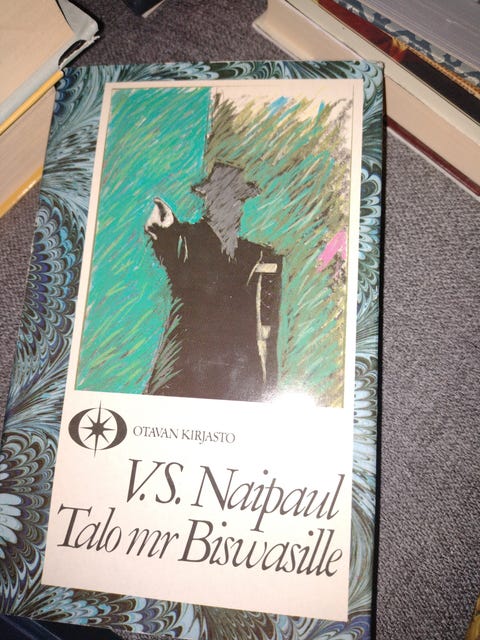 OTAVAN KIRJASTO
V.S. Naipaul
Talo mr Biswasille